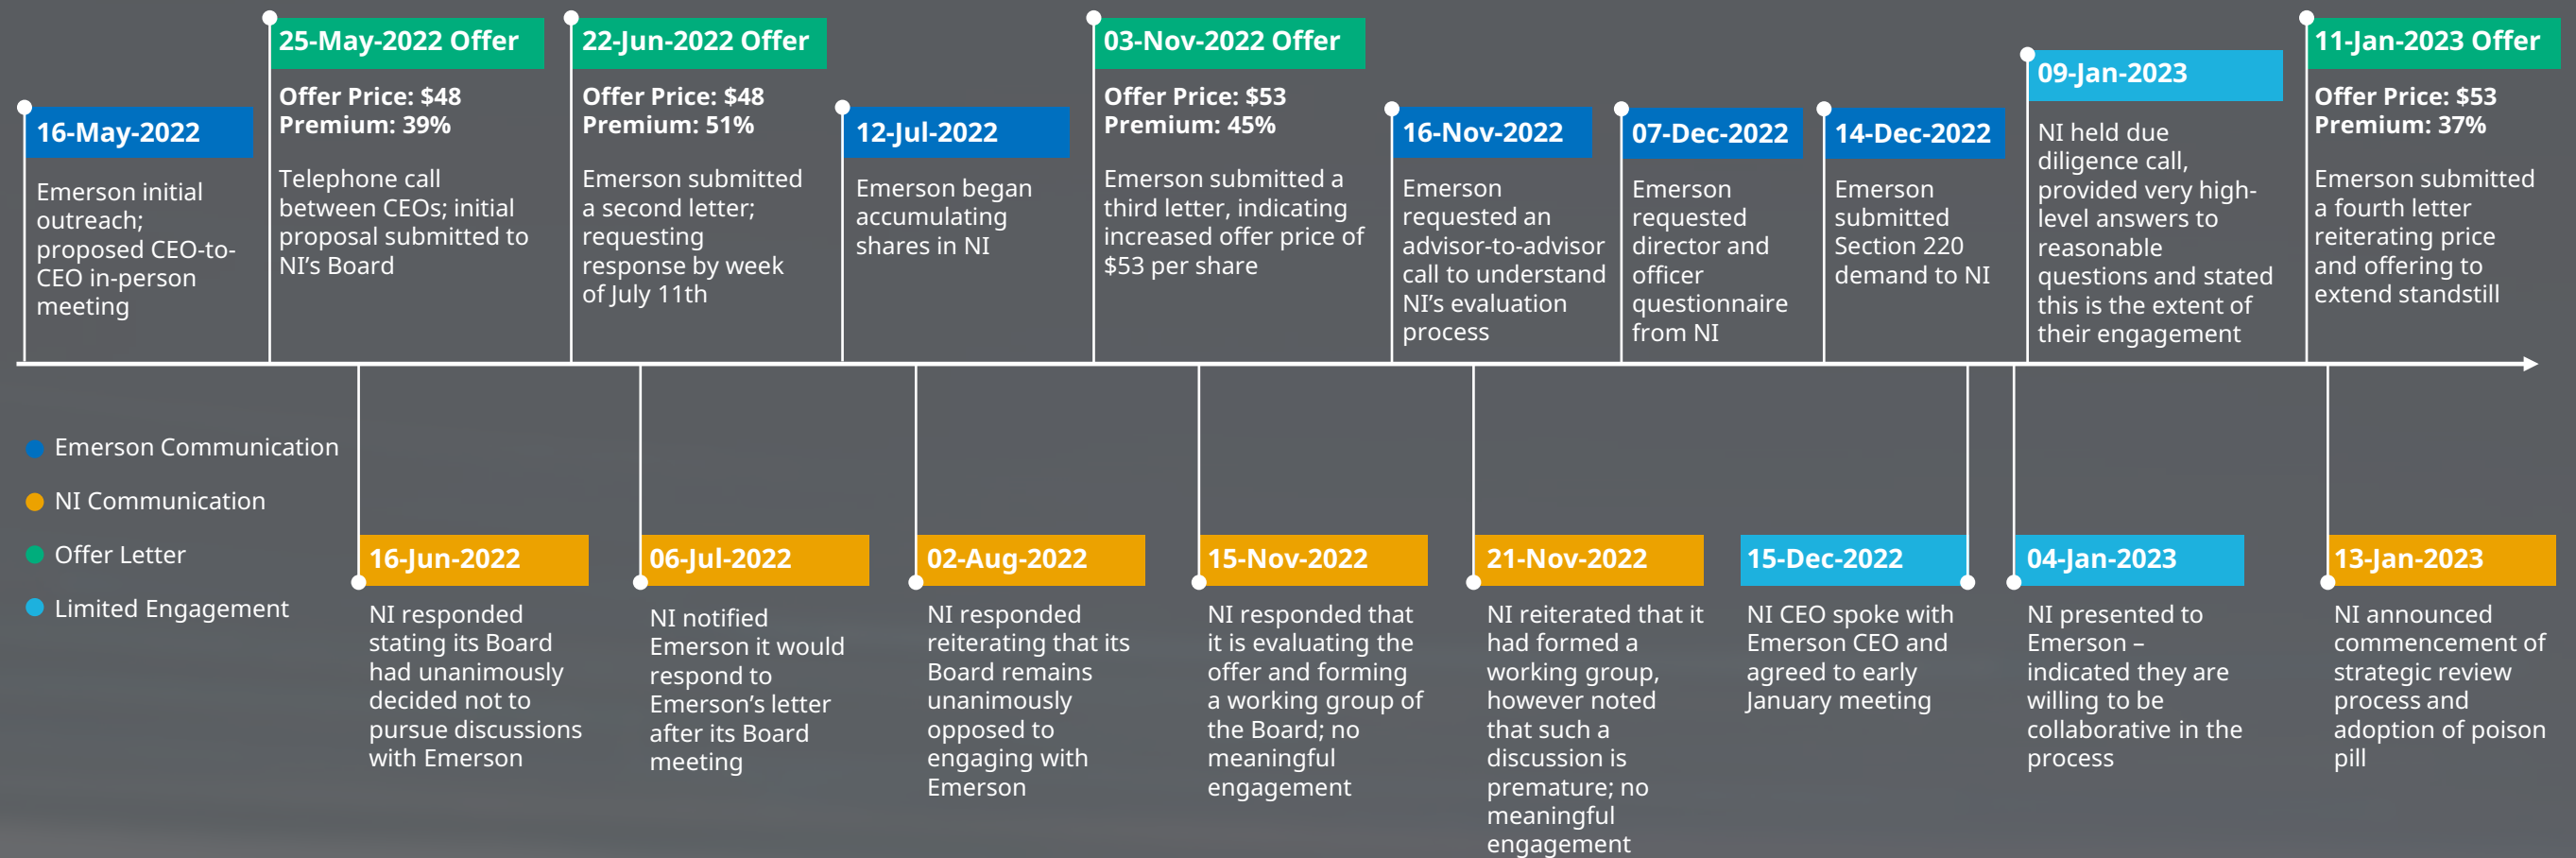 25-May-2022 Offer
Offer Price: $48
Premium: 39%
Telephone call
between CEOs; initial
proposal submitted to
NI’s Board
22-Jun-2022 Offer
Offer Price: $48
Premium: 51%
Emerson submitted
a second letter;
requesting
response by week
of July 11th
03-Nov-2022 Offer
Offer Price: $53
Premium: 45%
Emerson submitted a
third letter, indicating
increased offer price of
$53 per share
11-Jan-2023 Offer
Offer Price: $53
Premium: 37%
Emerson submitted
a fourth letter
reiterating price
and offering to
extend standstill
16-May-2022
Emerson initial
outreach;
proposed CEO-to-
CEO in-person
meeting
12-Jul-2022
Emerson began
accumulating
shares in NI
16-Nov-2022
Emerson
requested an
advisor-to-advisor
call to understand
NI’s evaluation
process
07-Dec-2022
Emerson
requested
director and
officer
questionnaire
from NI
14-Dec-2022
Emerson
submitted
Section 220
demand to NI
09-Jan-2023
NI held due
diligence call,
provided very high-
level answers to
reasonable
questions and stated
this is the extent of
their engagement
Emerson Communication
NI Communication
Offer Letter
Limited Engagement
16-Jun-2022
NI responded
stating its Board
had unanimously
decided not to
pursue discussions
with Emerson
06-Jul-2022
NI notified
Emerson it would
respond to
Emerson’s letter
after its Board
meeting
02-Aug-2022
NI responded
reiterating that its
Board remains
unanimously
opposed to
engaging with
Emerson
15-Nov-2022
NI responded that
it is evaluating the
offer and forming
a working group of
the Board; no
meaningful
engagement
21-Nov-2022
NI reiterated that it
had formed a
working group,
however noted
that such a
discussion is
premature; no
meaningful
engagement
15-Dec-2022
NI CEO spoke with
Emerson CEO and
agreed to early
January meeting
04-Jan-2023
NI presented to
Emerson –
indicated they are
willing to be
collaborative in the
process
13-Jan-2023
NI announced
commencement of
strategic review
process and
adoption of poison
pill